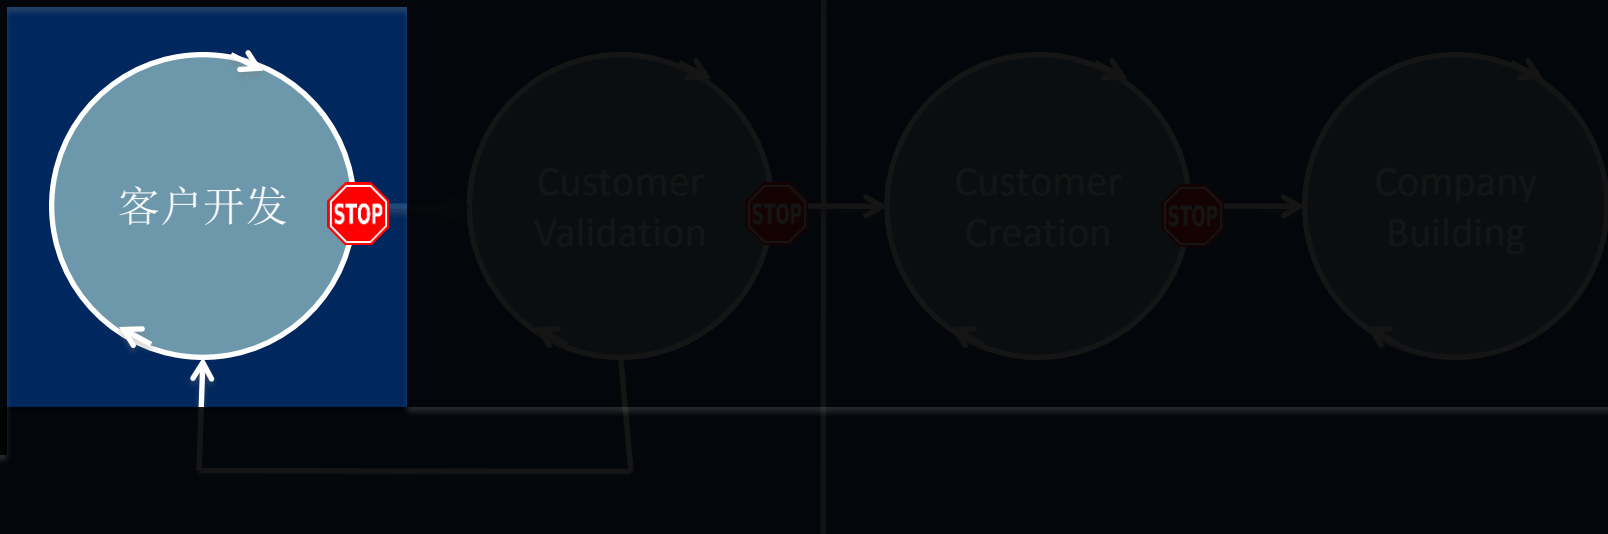 客户开发
STOP
Customer
Validation
STOP
Customer
Creation
STOP
Company
Building